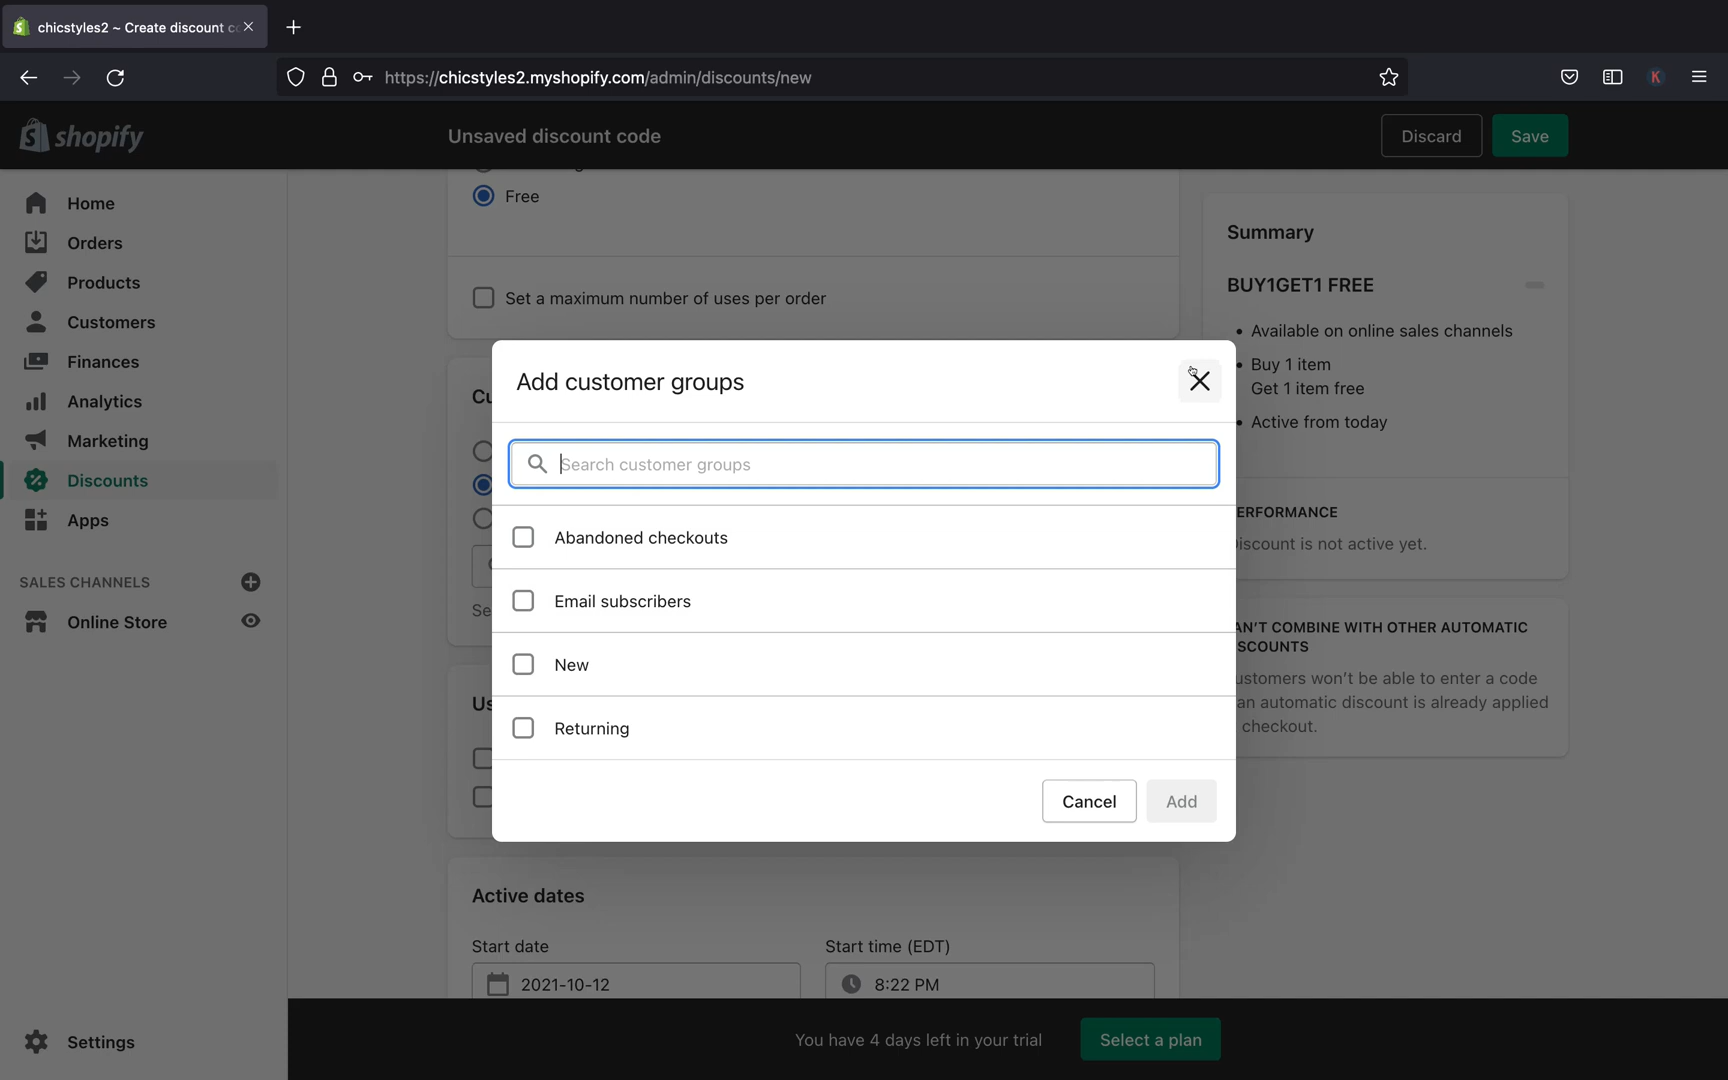 chicstyles2 ~ Create discount c
https://chicstyles2.myshopify.com/admin/discounts/new
K
shopify
Unsaved discount code
Discard
Save
Home
Orders
Products
Customers
Finances
Analytics
Marketing
Discounts
Apps
SALES CHANNELS
Online Store
Settings
Free
Set a maximum number of uses per order
Summary
BUY1GET1 FREE
• Available on online sales channels
• Buy 1 item
Get 1 item free
• Active from today
ERFORMANCE
iscount is not active yet.
AN'T COMBINE WITH OTHER AUTOMATIC
SCOUNTS
ustomers won't be able to enter a code
an automatic discount is already applied
checkout.
Cu
Se
Us
Add customer groups
Search customer groups
Abandoned checkouts
Email subscribers
New
Returning
Cancel
Add
Active dates
Start date
Start time (EDT)
2021-10-12
8:22 PM
You have 4 days left in your trial
Select a plan